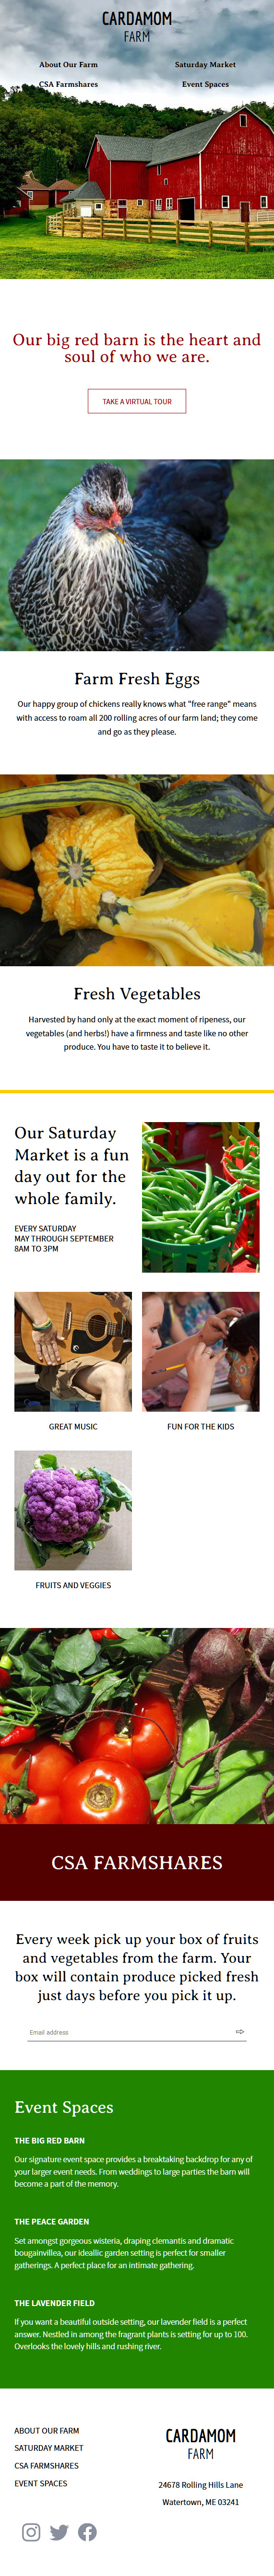 CARDAMOM
FARM
About Our Farm
Saturday Market
CSA Farmshares
Event Spaces
Our big red barn is the heart and
soul of who we are.
TAKE A VIRTUAL TOUR
Farm Fresh Eggs
Our happy group of chickens really knows what "free range" means
with access to roam all 200 rolling acres of our farm land; they come
and go as they please.
Fresh Vegetables
Harvested by hand only at the exact moment of ripeness, our
vegetables (and herbs!) have a firmness and taste like no other
produce. You have to taste it to believe it.
Our Saturday
Market is a fun
day out for the
whole family.
EVERY SATURDAY
MAY THROUGH SEPTEMBER
8AM TO 3PM
GREAT MUSIC
FUN FOR THE KIDS
FRUITS AND VEGGIES
CSA FARMSHARES
Every week pick up your box of fruits
and vegetables from the farm. Your
box will contain produce picked fresh
just days before you pick it up.
Email address
Event Spaces
THE BIG RED BARN
Our signature event space provides a breaktaking backdrop for any of
your larger event needs. From weddings to large parties the barn will
become a part of the memory.
THE PEACE GARDEN
Set amongst gorgeous wisteria, draping clemantis and dramatic
bougainvillea, our ideallic garden setting is perfect for smaller
gatherings. A perfect place for an intimate gathering.
THE LAVENDER FIELD
If you want a beautiful outside setting, our lavender field is a perfect
answer. Nestled in among the fragrant plants is setting for up to 100.
Overlooks the lovely hills and rushing river.
ABOUT OUR FARM
SATURDAY MARKET
CSA FARMSHARES
EVENT SPACES
CARDAMOM
FARM
24678 Rolling Hills Lane
Watertown, ME 03241